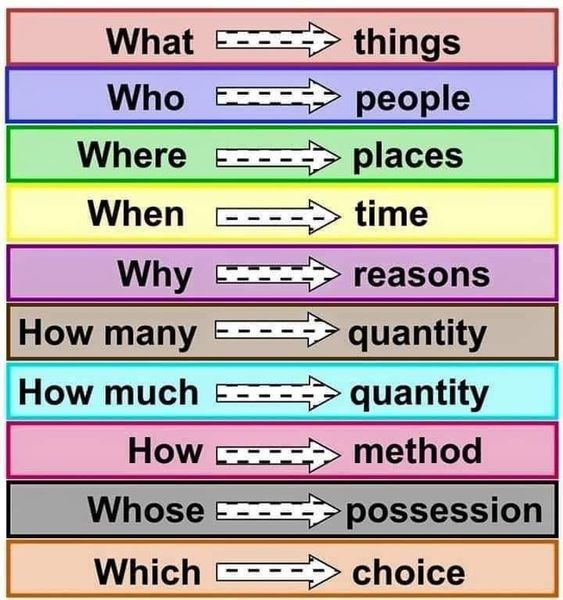 What things
Who people
Where places
When time
Why reasons
How many quantity
How much quantity
How method
Whose possession
Which choice